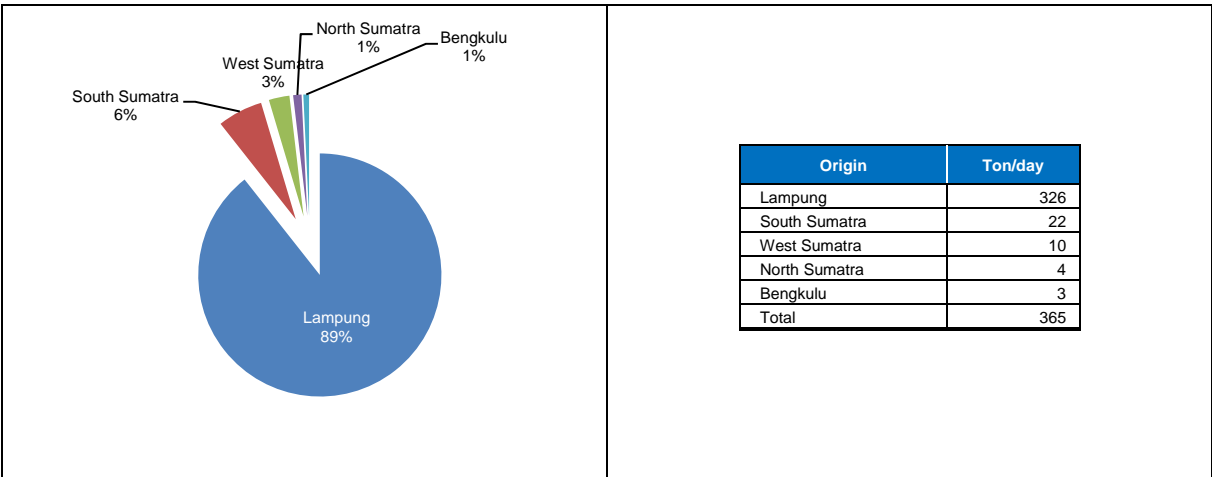 North Sumatra
1%
Bengkulu
1%
West Sumatra
3%
South Sumatra
6%
Lampung
89%
Origin Ton/day
Lampung 326
South Sumatra 22
West Sumatra 10
North Sumatra 4
Bengkulu 3
Total 365